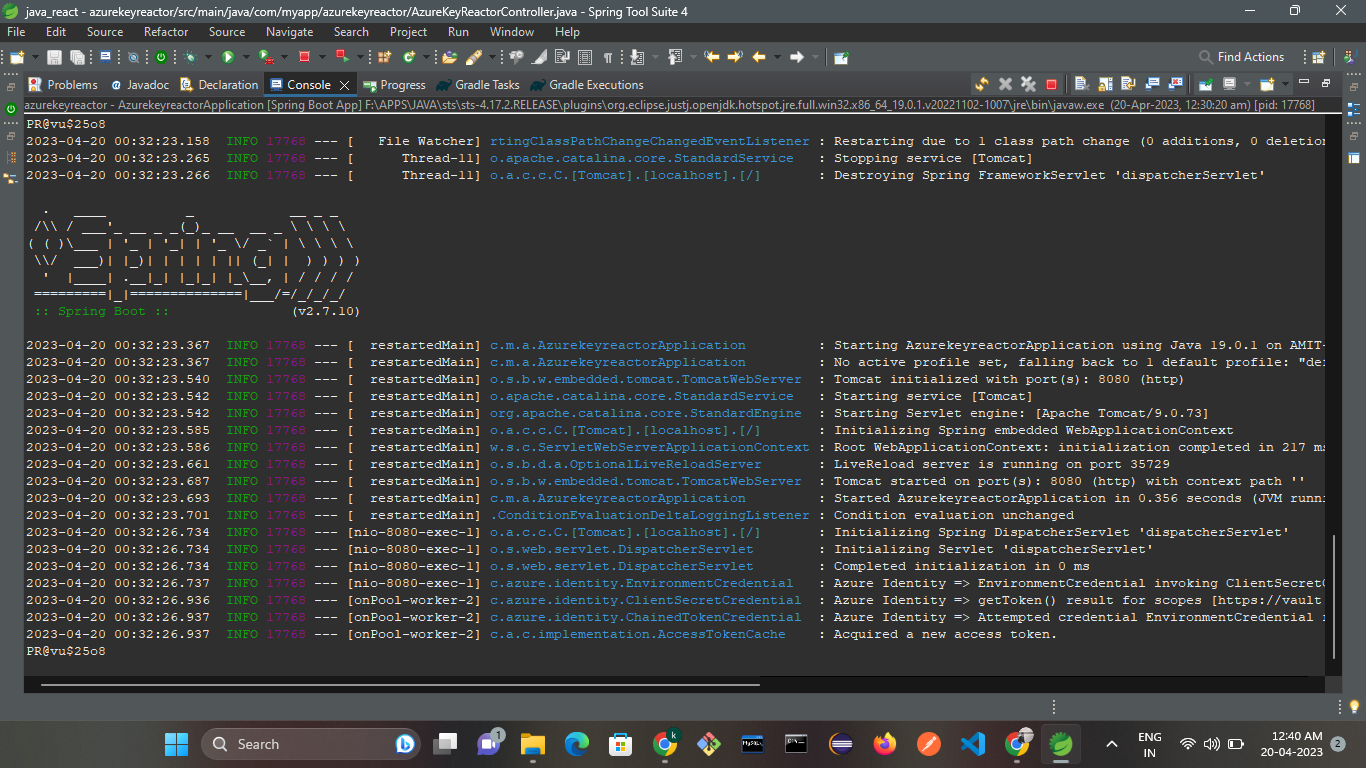 java_react - azurekeyreactor/src/main/java/com/myapp/azurekeyreactor/AzureKeyReactorController.java - Spring Tool Suite 4
File Edit Source Refactor Source Navigate Search Project Run Window Help
Find Actions
Problems Javadoc Declaration Console Progress Gradle Tasks Gradle Executions
azurekeyreactor - AzurekeyreactorApplication [Spring Boot App] F:\APPS\JAVA\sts\sts-4.17.2.RELEASE\plugins\org.eclipse.justj.openjdk.hotspot.jre.full.win32.x86_64_19.0.1.v20221102-1007\jre\bin\javaw.exe (20-Apr-2023, 12:30:20 am) [pid: 17768]
PR@vu$25o8
2023-04-20 00:32:23.158 INFO 17768 --- [ File Watcher] rtingClassPathChangeChangedEventListener : Restarting due to 1 class path change (0 additions, 0 deletion
2023-04-20 00:32:23.265 INFO 17768 --- [ Thread-11] o.apache.catalina.core.StandardService : Stopping service [Tomcat]
2023-04-20 00:32:23.266 INFO 17768 --- [ Thread-11] o.a.c.c.C.[Tomcat].[localhost].[/] : Destroying Spring FrameworkServlet 'dispatcherServlet'
:: Spring Boot :: (v2.7.10)
2023-04-20 00:32:23.367 INFO 17768 --- [ restartedMain] c.m.a.AzurekeyreactorApplication : Starting AzurekeyreactorApplication using Java 19.0.1 on AMIT-
2023-04-20 00:32:23.367 INFO 17768 --- [ restartedMain] c.m.a.AzurekeyreactorApplication : No active profile set, falling back to 1 default profile: "def
2023-04-20 00:32:23.540 INFO 17768 --- [ restartedMain] o.s.b.w.embedded.tomcat.TomcatWebServer : Tomcat initialized with port(s): 8080 (http)
2023-04-20 00:32:23.542 INFO 17768 --- [ restartedMain] o.apache.catalina.core.StandardService : Starting service [Tomcat]
2023-04-20 00:32:23.542 INFO 17768 --- [ restartedMain] org.apache.catalina.core.StandardEngine : Starting Servlet engine: [Apache Tomcat/9.0.73]
2023-04-20 00:32:23.585 INFO 17768 --- [ restartedMain] o.a.c.c.C.[Tomcat].[localhost].[/] : Initializing Spring embedded WebApplicationContext
2023-04-20 00:32:23.586 INFO 17768 --- [ restartedMain] w.s.c.ServletWebServerApplicationContext : Root WebApplicationContext: initialization completed in 217 ms
2023-04-20 00:32:23.661 INFO 17768 --- [ restartedMain] o.s.b.d.a.OptionalLiveReloadServer : LiveReload server is running on port 35729
2023-04-20 00:32:23.687 INFO 17768 --- [ restartedMain] o.s.b.w.embedded.tomcat.TomcatWebServer : Tomcat started on port(s): 8080 (http) with context path ''
2023-04-20 00:32:23.693 INFO 17768 --- [ restartedMain] c.m.a.AzurekeyreactorApplication : Started AzurekeyreactorApplication in 0.356 seconds (JVM runni
2023-04-20 00:32:23.701 INFO 17768 --- [ restartedMain] .ConditionEvaluationDeltaLoggingListener : Condition evaluation unchanged
2023-04-20 00:32:26.734 INFO 17768 --- [nio-8080-exec-1] o.a.c.c.C.[Tomcat].[localhost].[/] : Initializing Spring DispatcherServlet 'dispatcherServlet'
2023-04-20 00:32:26.734 INFO 17768 --- [nio-8080-exec-1] o.s.web.servlet.DispatcherServlet : Initializing Servlet 'dispatcherServlet'
2023-04-20 00:32:26.734 INFO 17768 --- [nio-8080-exec-1] o.s.web.servlet.DispatcherServlet : Completed initialization in 0 ms
2023-04-20 00:32:26.737 INFO 17768 --- [nio-8080-exec-1] c.azure.identity.EnvironmentCredential : Azure Identity => EnvironmentCredential invoking ClientSecretC
2023-04-20 00:32:26.936 INFO 17768 --- [onPool-worker-2] c.azure.identity.ClientSecretCredential : Azure Identity => getToken() result for scopes [https://vault
2023-04-20 00:32:26.937 INFO 17768 --- [onPool-worker-2] c.azure.identity.ChainedTokenCredential : Azure Identity => Attempted credential EnvironmentCredential r
2023-04-20 00:32:26.937 INFO 17768 --- [onPool-worker-2] c.a.c.implementation.AccessTokenCache : Acquired a new access token.
PR@vu$25o8
Search
1
k
MySQL
ENG
IN
12:40 AM
20-04-2023
2